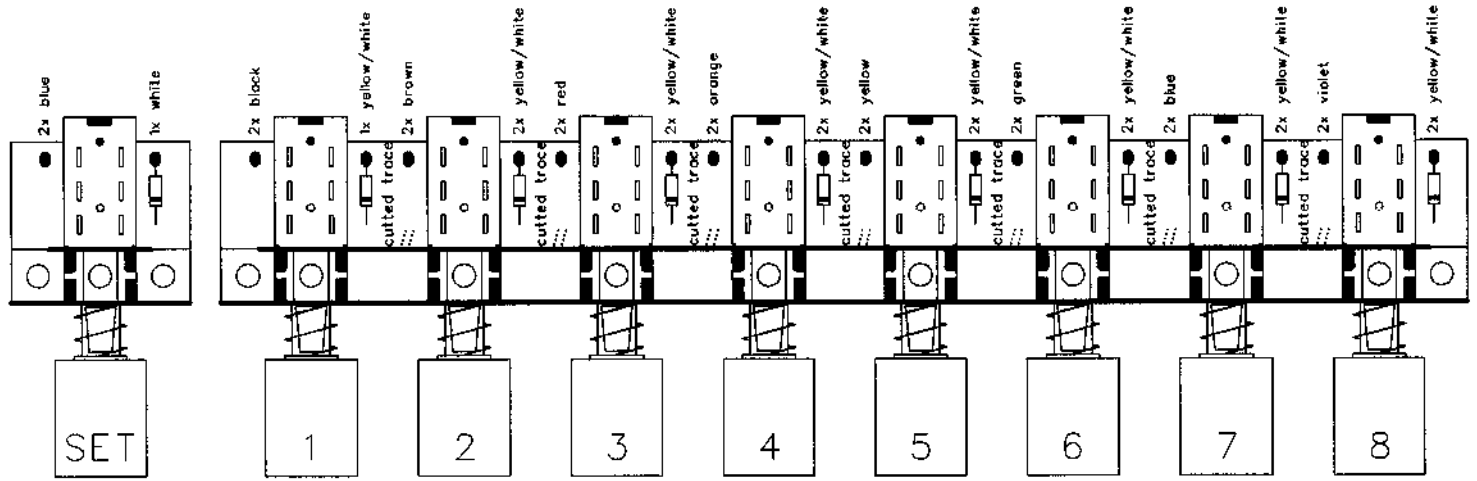 2x blue
1x while
2x black
1x yellow/white
2x brown
2x yellow/white
2x red
2x yellow/white
2x orange
2x yellow/white
2x yellow
2x yellow/white
2x green
2x yellow/white
2x blue
2x yellow/while
2x violet
2x yellow/while
cutted trace
cutted trace
cutted trace
cutted trace
cutted trace
cutted trace
cutted trace
SET
1
2
3
4
5
6
7
8